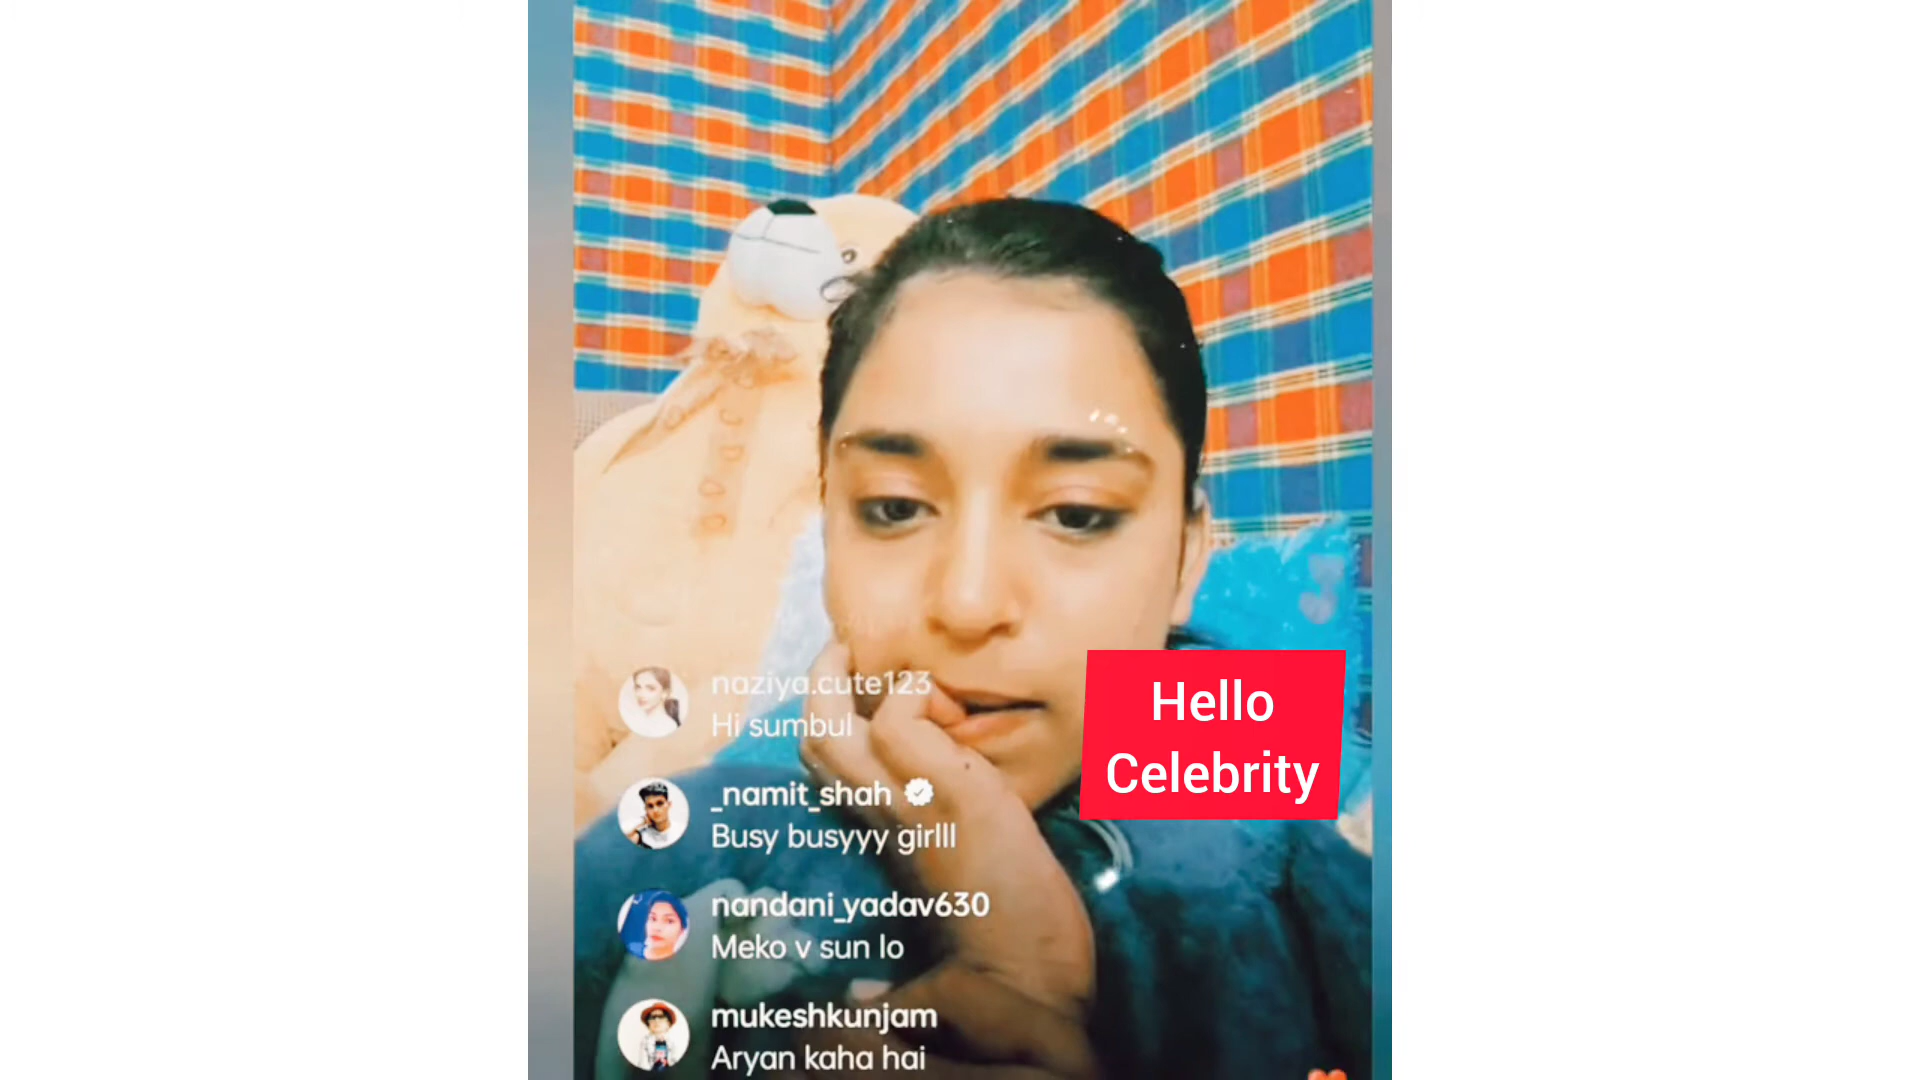 naziya.cute123
Hi sumbul
_namit_shah
Busy busyyy girlll
nandani_yadav630
Meko v sun lo
mukeshkunjam
Aryan kaha hai
Hello
Celebrity